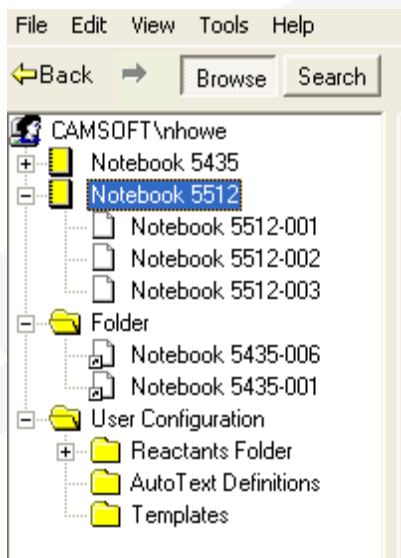 File Edit View Tools Help
Back Browse Search
CAMSOFT\nhowe
Notebook 5435
Notebook 5512
Notebook 5512-001
Notebook 5512-002
Notebook 5512-003
Folder
Notebook 5435-006
Notebook 5435-001
User Configuration
Reactants Folder
AutoText Definitions
Templates